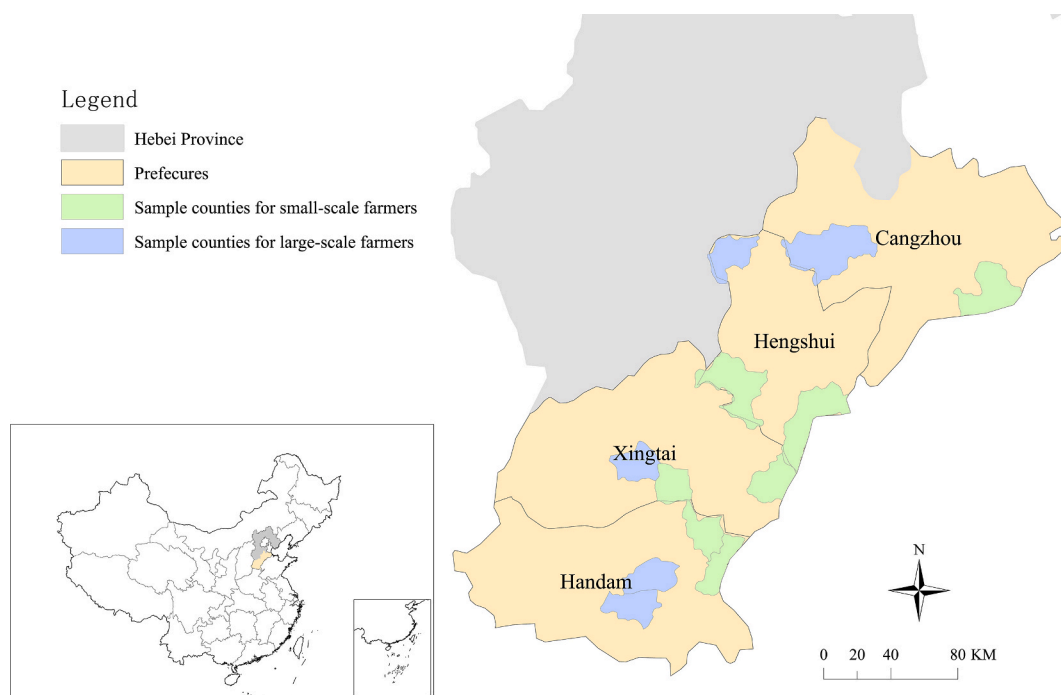 Legend
Hebei Province
Prefecures
Sample counties for small-scale farmers
Sample counties for large-scale farmers
Cangzhou
Hengshui
Xingtai
Handam
N
0 20 40 80 KM